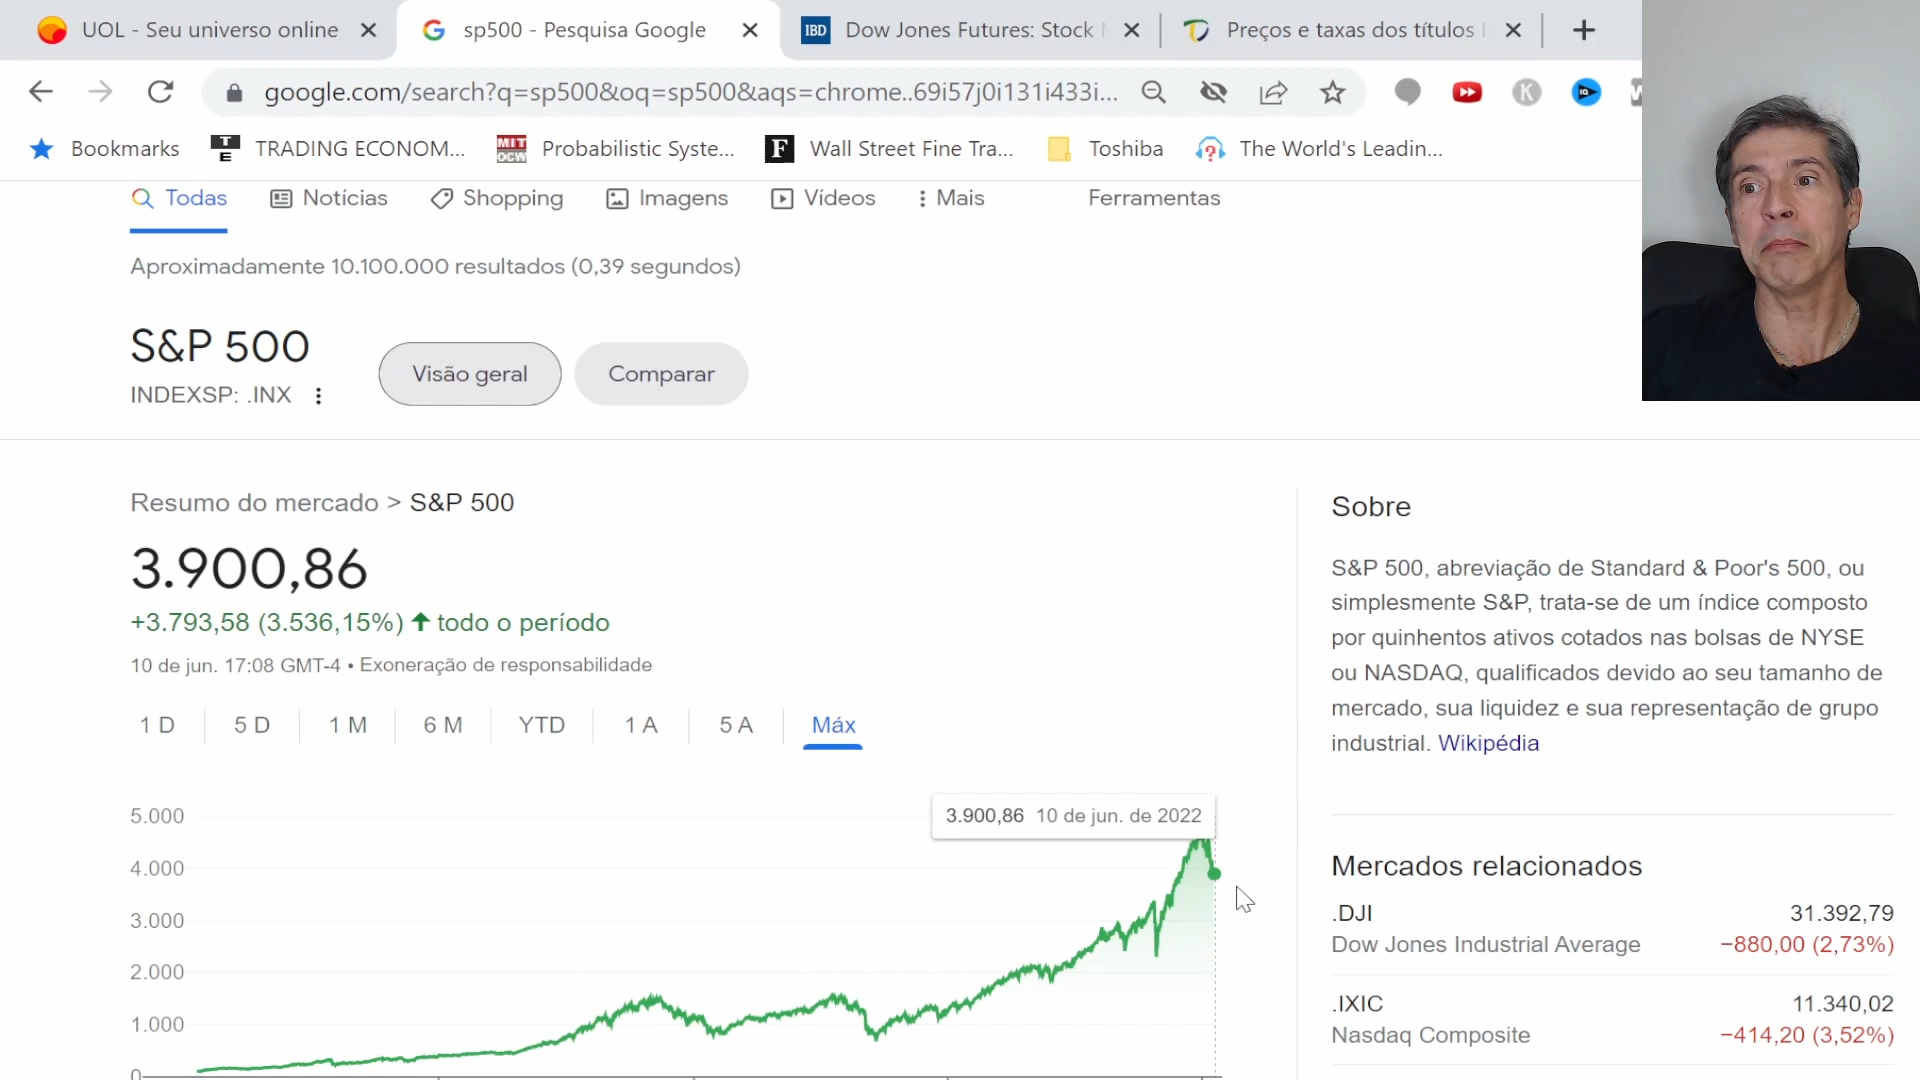 UOL - Seu universo online
sp500 - Pesquisa Google
IBD
Dow Jones Futures: Stock
Preços e taxas dos títulos
google.com/search?q=sp500&oq=sp500&aqs=chrome..69i57j0i131i433i...
K
Bookmarks
TE
TRADING ECONOM...
MIT OCW
Probabilistic Syste...
F
Wall Street Fine Tra...
Toshiba
The World's Leadin...
Todas
Notícias
Shopping
Imagens
Vídeos
Mais
Ferramentas
Aproximadamente 10.100.000 resultados (0,39 segundos)
S&P 500
INDEXSP: .INX
Visão geral
Comparar
Resumo do mercado > S&P 500
3.900,86
+3.793,58 (3.536,15%) todo o período
10 de jun. 17:08 GMT-4 • Exoneração de responsabilidade
1 D
5 D
1 M
6 M
YTD
1 A
5 A
Máx
3.900,86 10 de jun. de 2022
5.000
4.000
3.000
2.000
1.000
0
Sobre
S&P 500, abreviação de Standard & Poor's 500, ou
simplesmente S&P, trata-se de um índice composto
por quinhentos ativos cotados nas bolsas de NYSE
ou NASDAQ, qualificados devido ao seu tamanho de
mercado, sua liquidez e sua representação de grupo
industrial. Wikipédia
Mercados relacionados
.DJI 31.392,79
Dow Jones Industrial Average −880,00 (2,73%)
.IXIC 11.340,02
Nasdaq Composite −414,20 (3,52%)